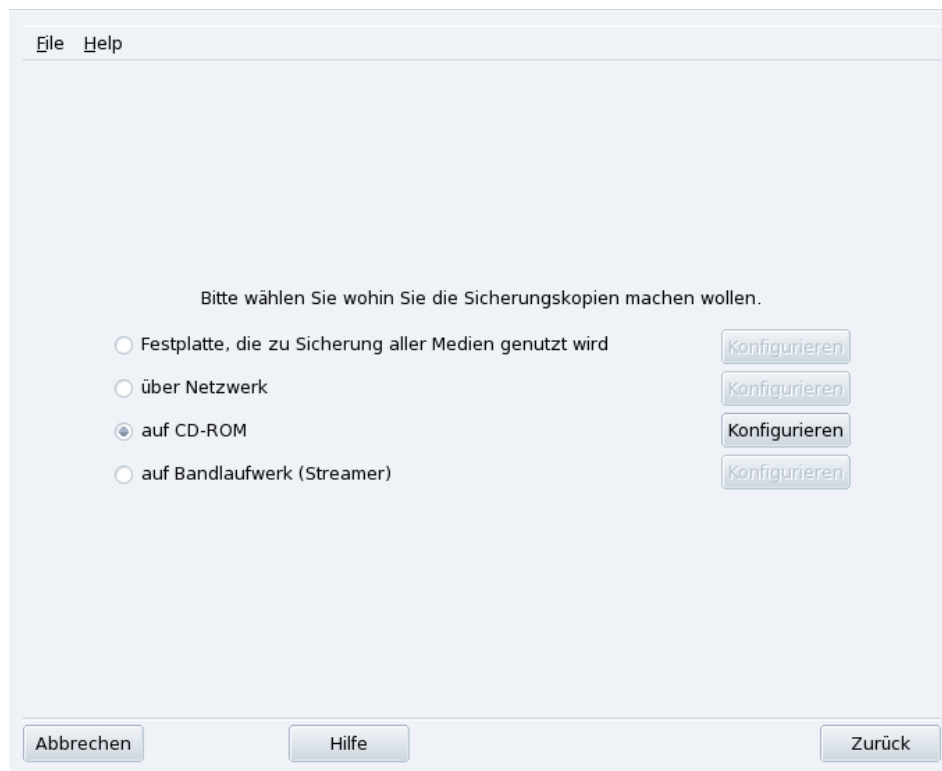 File Help
Bitte wählen Sie wohin Sie die Sicherungskopien machen wollen.
Festplatte, die zu Sicherung aller Medien genutzt wird Konfigurieren
über Netzwerk Konfigurieren
auf CD-ROM Konfigurieren
auf Bandlaufwerk (Streamer) Konfigurieren
Abbrechen Hilfe Zurück